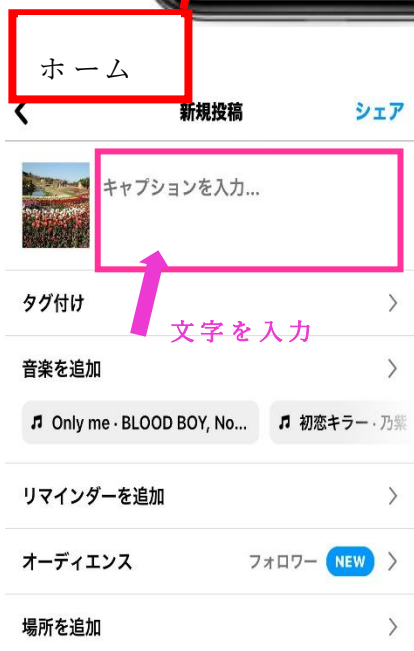 ホーム
新規投稿 シェア
キャプションを入力...
タグ付け
文字を入力
音楽を追加
Only me · BLOOD BOY, No... 初恋キラー · 乃紫
リマインダーを追加
オーディエンス フォロワー NEW
場所を追加